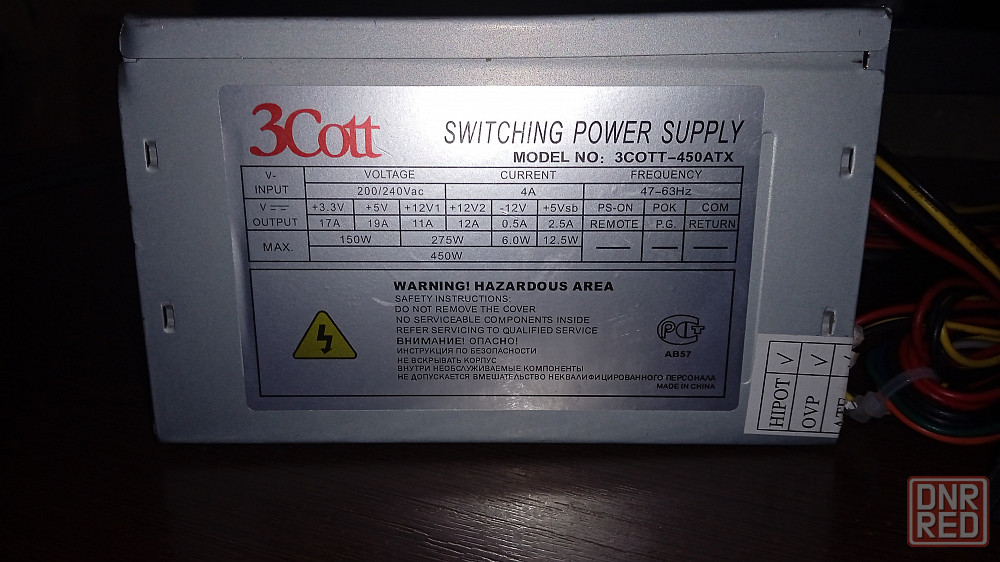 3Cott
SWITCHING POWER SUPPLY
MODEL NO: 3COTT-450ATX
V~ INPUT VOLTAGE CURRENT FREQUENCY
200/240Vac 4A 47-63Hz
V OUTPUT +3.3V +5V +12V1 +12V2 -12V +5Vsb PS-ON POK COM
17A 19A 11A 12A 0.5A 2.5A REMOTE P.G. RETURN
MAX. 150W 275W 6.0W 12.5W
450W
WARNING! HAZARDOUS AREA
SAFETY INSTRUCTIONS:
DO NOT REMOVE THE COVER
NO SERVICEABLE COMPONENTS INSIDE
REFER SERVICING TO QUALIFIED SERVICE
ВНИМАНИЕ! ОПАСНО!
ИНСТРУКЦИЯ ПО БЕЗОПАСНОСТИ
НЕ ВСКРЫВАТЬ КОРПУС
ВНУТРИ НЕОБСЛУЖИВАЕМЫЕ КОМПОНЕНТЫ
НЕ ДОПУСКАЕТСЯ ВМЕШАТЕЛЬСТВО НЕКВАЛИФИЦИРОВАННОГО ПЕРСОНАЛА
MADE IN CHINA
АВ57
HIPOT V
OVP V
ATE
DNR
RED